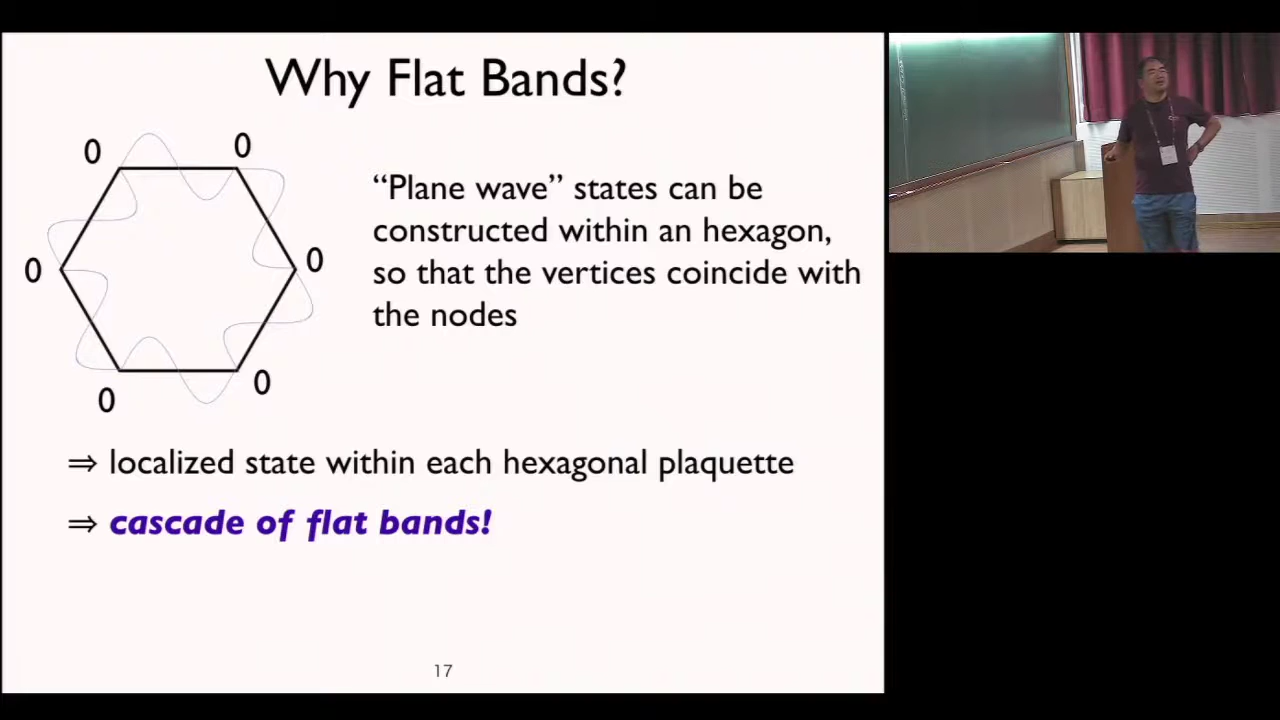 Why Flat Bands?
0
0
0
0
0
0
“Plane wave” states can be
constructed within an hexagon,
so that the vertices coincide with
the nodes
⇒ localized state within each hexagonal plaquette
⇒ cascade of flat bands!
17